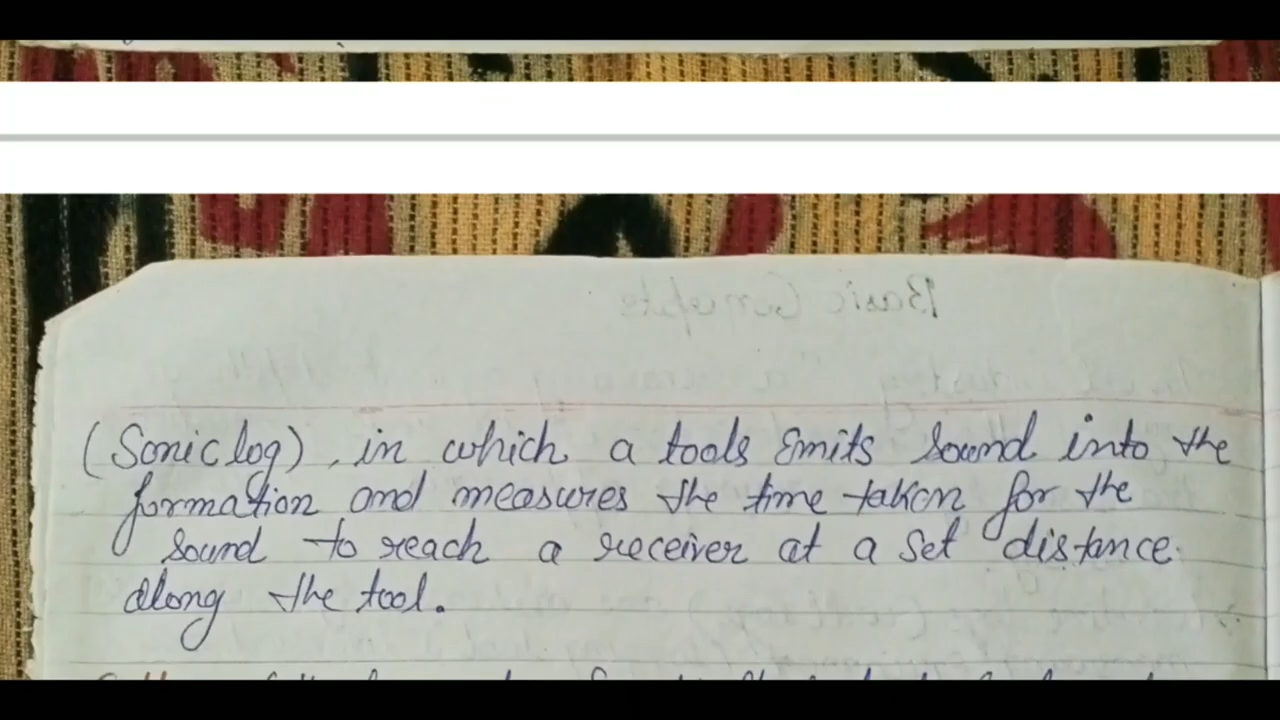 (Sonic log), in which a tools Emits sound into the
formation and measures the time taken for the
sound to reach a receiver at a set distance
along the tool.